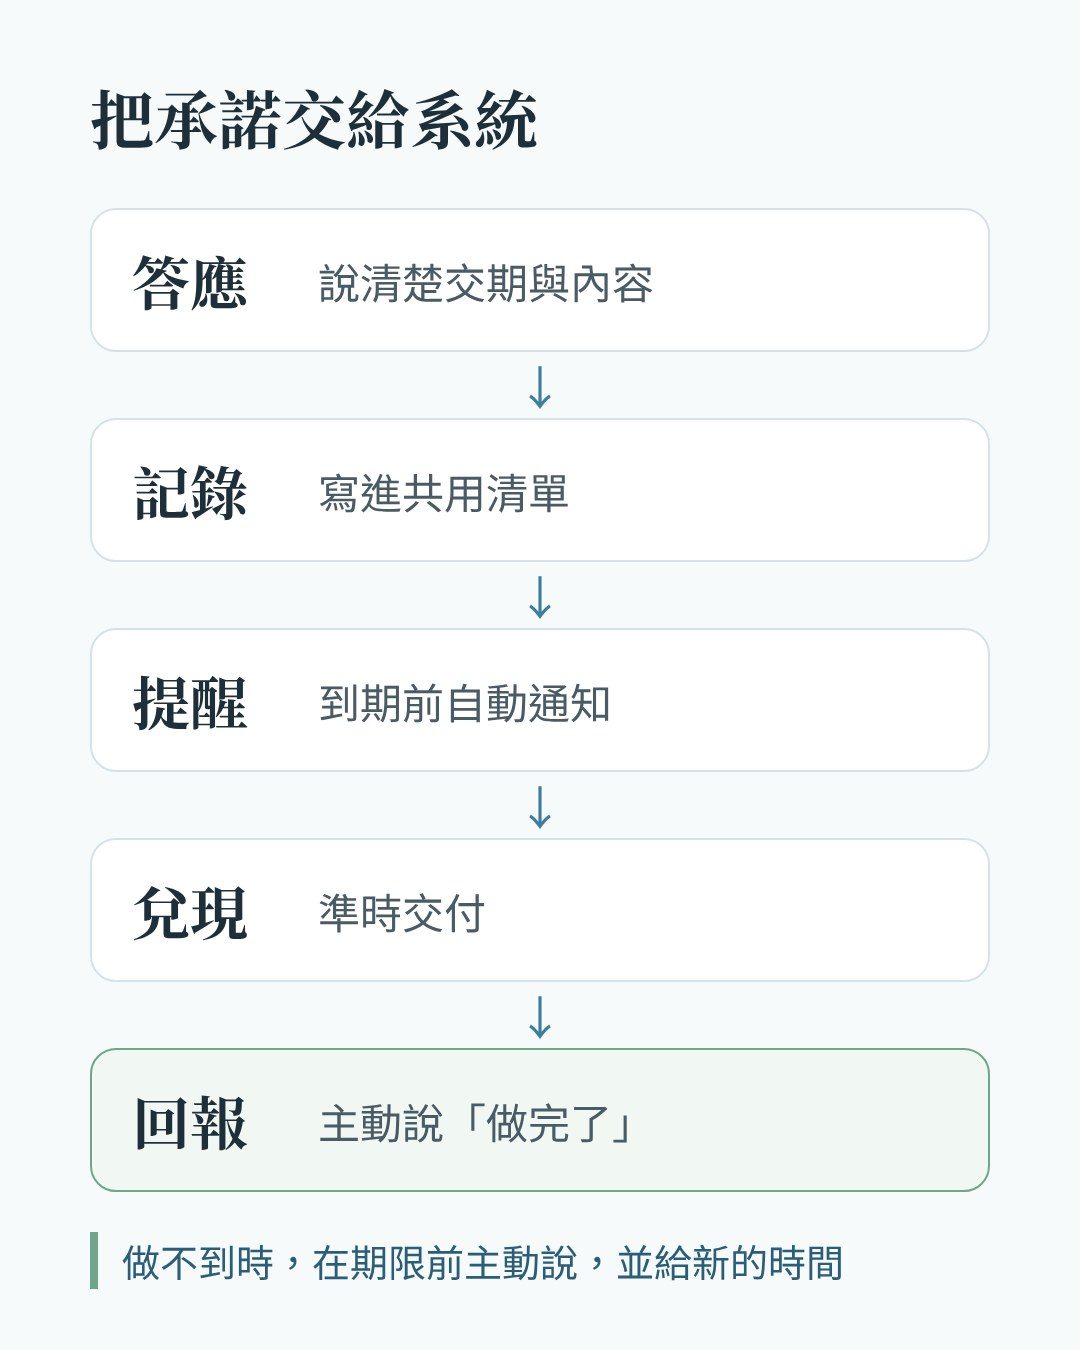 把承諾交給系統
答應 說清楚交期與內容
↓
記錄 寫進共用清單
↓
提醒 到期前自動通知
↓
兌現 準時交付
↓
回報 主動說「做完了」
做不到時，在期限前主動說，並給新的時間